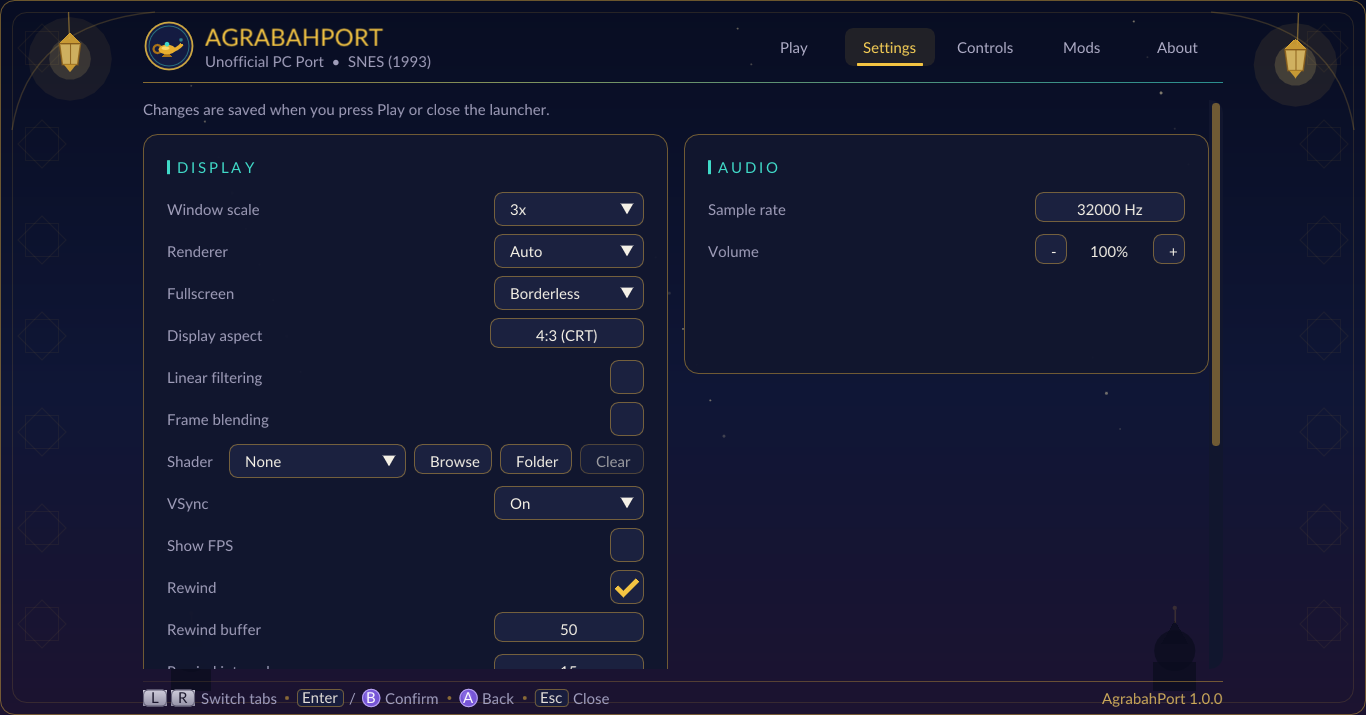 AGRABAHPORT
Unofficial PC Port • SNES (1993)
Play Settings Controls Mods About
Changes are saved when you press Play or close the launcher.
DISPLAY
Window scale 3x
Renderer Auto
Fullscreen Borderless
Display aspect 4:3 (CRT)
Linear filtering
Frame blending
Shader None Browse Folder Clear
VSync On
Show FPS
Rewind
Rewind buffer 50
AUDIO
Sample rate 32000 Hz
Volume - 100% +
L R Switch tabs • Enter / B Confirm • A Back • Esc Close
AgrabahPort 1.0.0